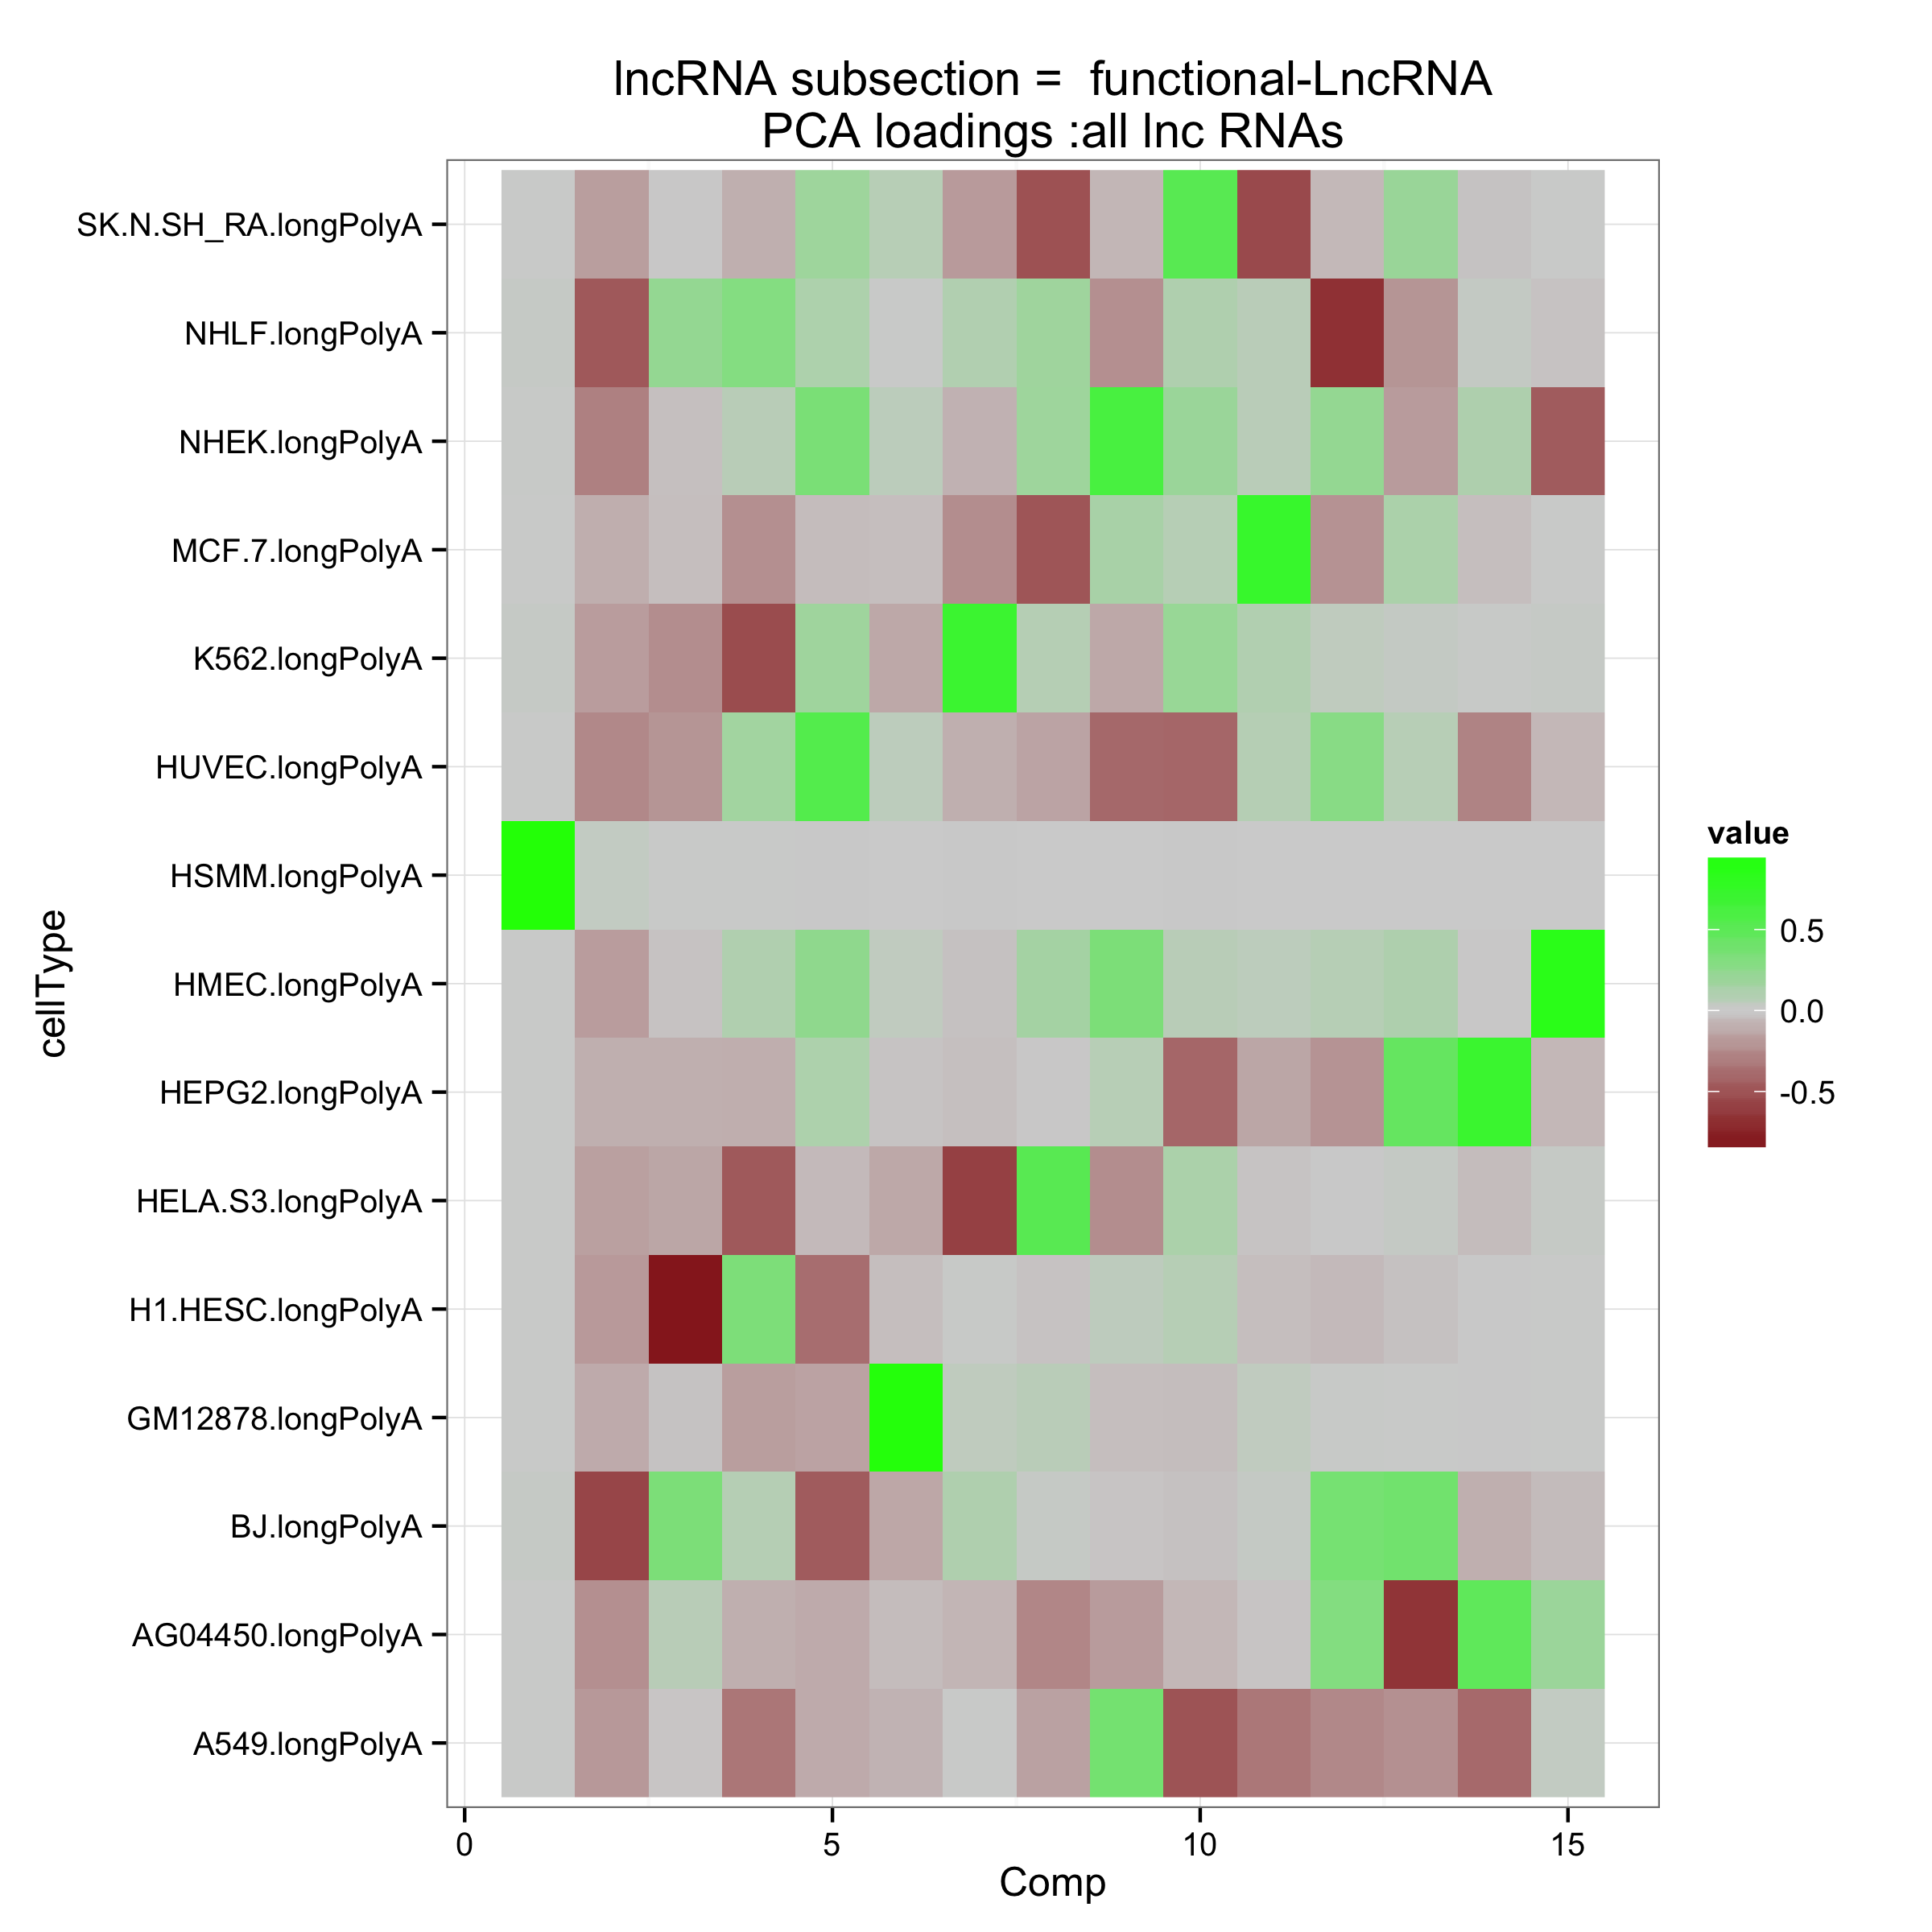 lncRNA subsection =  functional-LncRNA
PCA loadings :all lnc RNAs
cellType
SK.N.SH_RA.longPolyA
NHLF.longPolyA
NHEK.longPolyA
MCF.7.longPolyA
K562.longPolyA
HUVEC.longPolyA
HSMM.longPolyA
HMEC.longPolyA
HEPG2.longPolyA
HELA.S3.longPolyA
H1.HESC.longPolyA
GM12878.longPolyA
BJ.longPolyA
AG04450.longPolyA
A549.longPolyA
0 5 10 15
Comp
value
0.5
0.0
-0.5